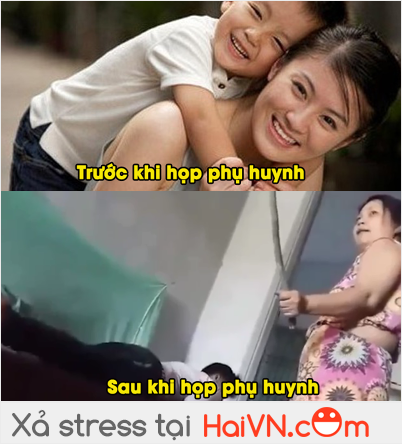 Trước khi họp phụ huynh
Sau khi họp phụ huynh
Xả stress tại HaiVN.com